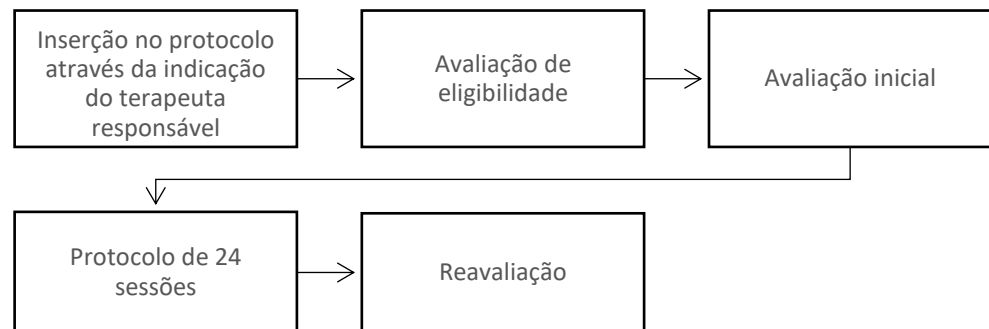 Inserção no protocolo
através da indicação
do terapeuta
responsável
Avaliação de
eligibilidade
Avaliação inicial
Protocolo de 24
sessões
Reavaliação